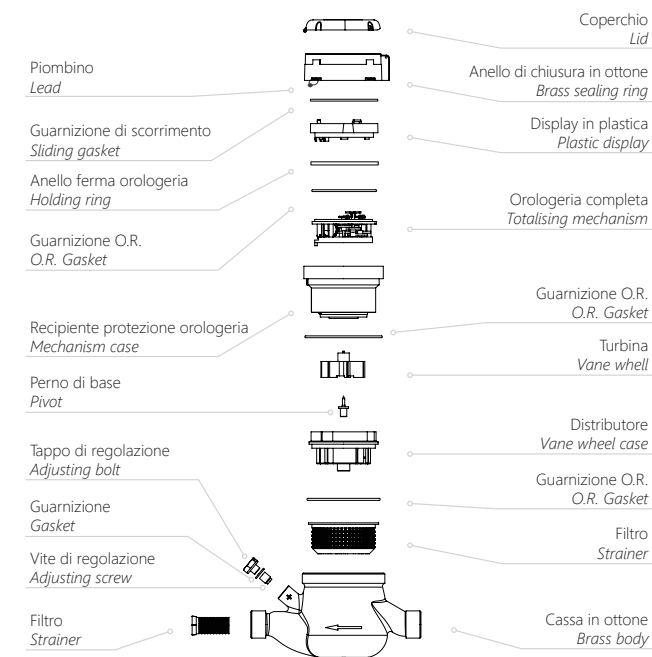 Piombino
Lead
Guarnizione di scorrimento
Sliding gasket
Anello ferma orologeria
Holding ring
Guarnizione O.R.
O.R. Gasket
Recipiente protezione orologeria
Mechanism case
Perno di base
Pivot
Tappo di regolazione
Adjusting bolt
Guarnizione
Gasket
Vite di regolazione
Adjusting screw
Filtro
Strainer
Coperchio
Lid
Anello di chiusura in ottone
Brass sealing ring
Display in plastica
Plastic display
Orologeria completa
Totalising mechanism
Guarnizione O.R.
O.R. Gasket
Turbina
Vane whell
Distributore
Vane wheel case
Guarnizione O.R.
O.R. Gasket
Filtro
Strainer
Cassa in ottone
Brass body